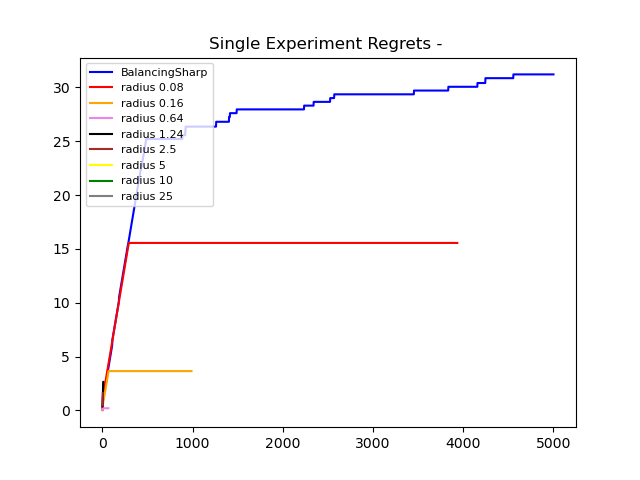 Single Experiment Regrets -
BalancingSharp
radius 0.08
radius 0.16
radius 0.64
radius 1.24
radius 2.5
radius 5
radius 10
radius 25
30
25
20
15
10
5
0
0 1000 2000 3000 4000 5000